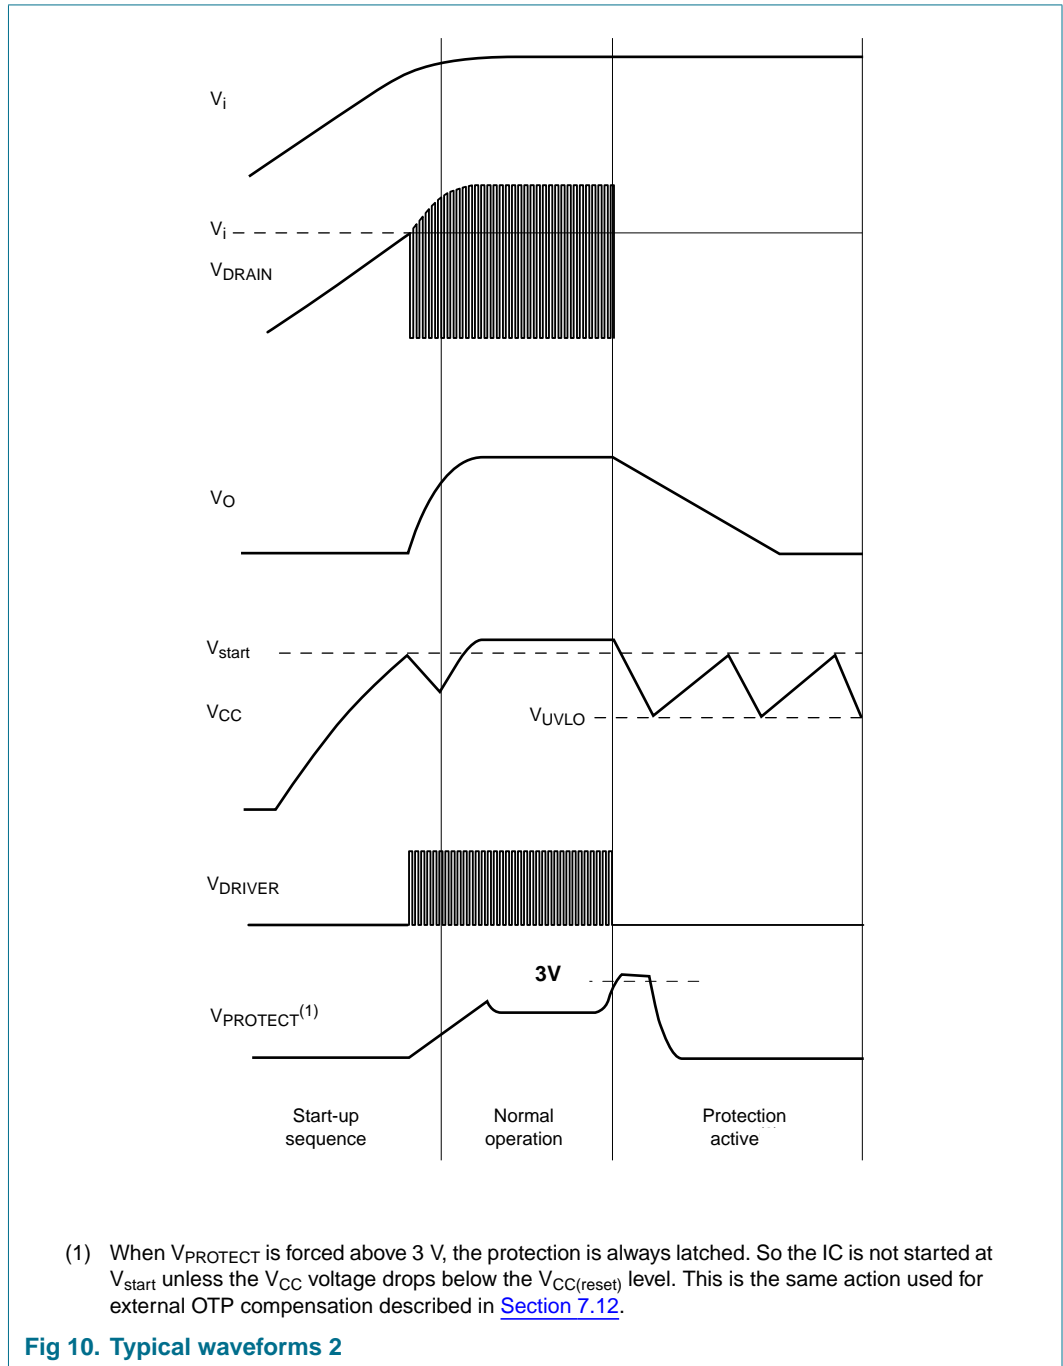 Vi
Vi
VDRAIN
VO
Vstart
VCC
VUVLO
VDRIVER
3V
VPROTECT(1)
Start-up
sequence
Normal
operation
Protection
active
(1) When VPROTECT is forced above 3 V, the protection is always latched. So the IC is not started at
Vstart unless the VCC voltage drops below the VCC(reset) level. This is the same action used for
external OTP compensation described in Section 7.12.
Fig 10. Typical waveforms 2